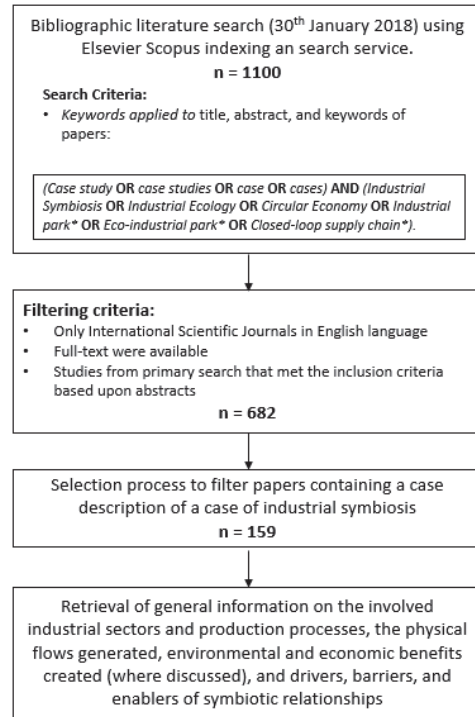 Bibliographic literature search (30th January 2018) using
Elsevier Scopus indexing an search service.
n = 1100
Search Criteria:
• Keywords applied to title, abstract, and keywords of
papers:
(Case study OR case studies OR case OR cases) AND (Industrial
Symbiosis OR Industrial Ecology OR Circular Economy OR Industrial
park* OR Eco-industrial park* OR Closed-loop supply chain*).
Filtering criteria:
• Only International Scientific Journals in English language
• Full-text were available
• Studies from primary search that met the inclusion criteria
based upon abstracts
n = 682
Selection process to filter papers containing a case
description of a case of industrial symbiosis
n = 159
Retrieval of general information on the involved
industrial sectors and production processes, the physical
flows generated, environmental and economic benefits
created (where discussed), and drivers, barriers, and
enablers of symbiotic relationships